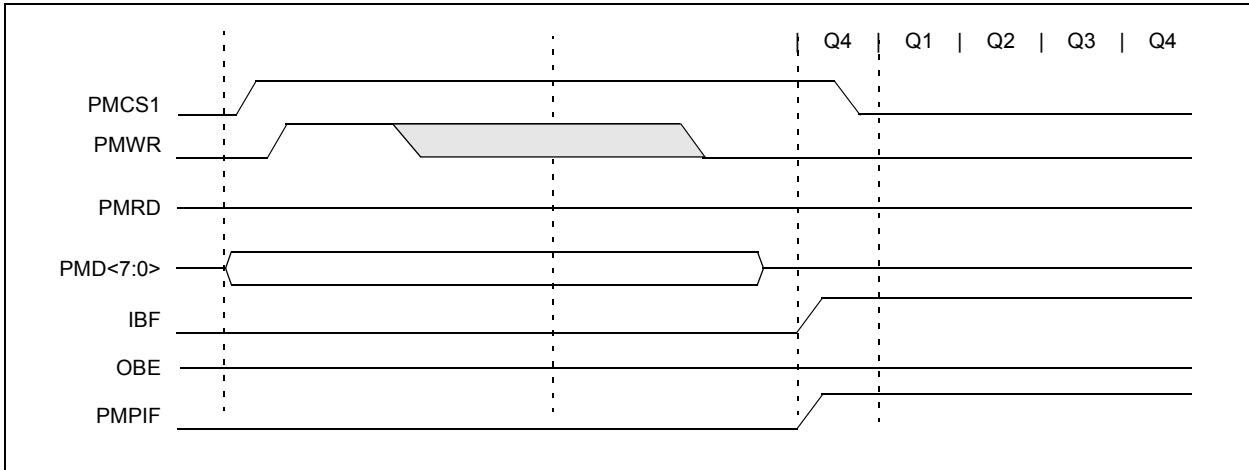 | Q4 | Q1 | Q2 | Q3 | Q4
PMCS1
PMWR
PMRD
PMD<7:0>
IBF
OBE
PMPIF